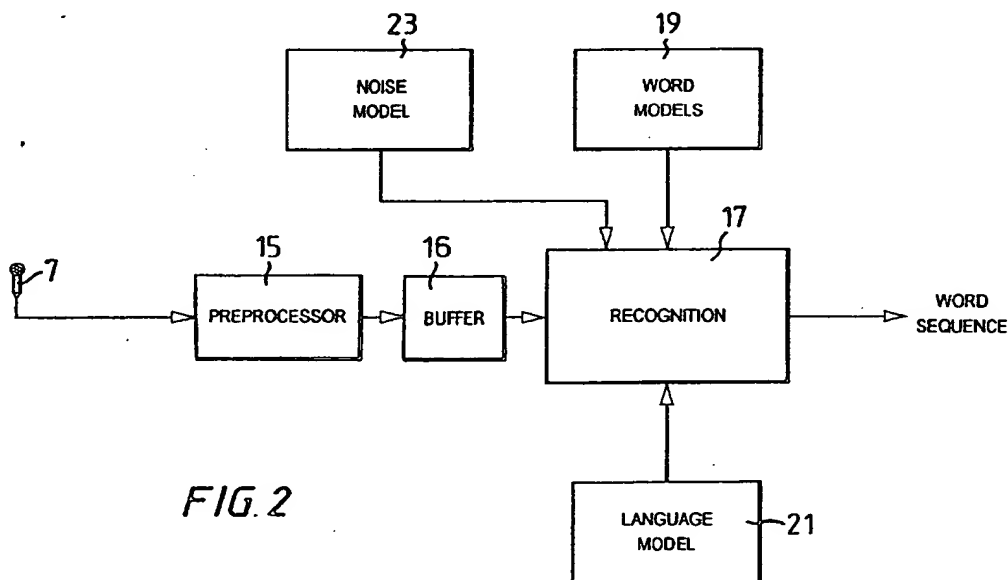 23
19
NOISE
MODEL
WORD
MODELS
17
7
15
16
PREPROCESSOR
BUFFER
RECOGNITION
WORD
SEQUENCE
FIG. 2
LANGUAGE
MODEL
21